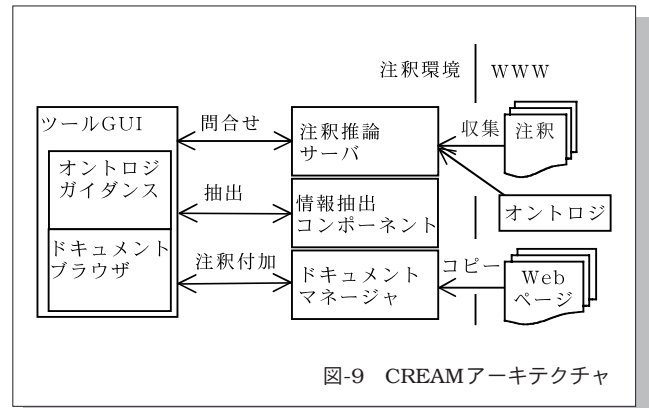 注釈環境
WWW
ツールGUI
オントロジ
ガイダンス
ドキュメント
ブラウザ
問合せ
抽出
注釈付加
注釈推論
サーバ
情報抽出
コンポーネント
ドキュメント
マネージャ
収集
注釈
オントロジ
コピー
Web
ページ
図-9 CREAMアーキテクチャ